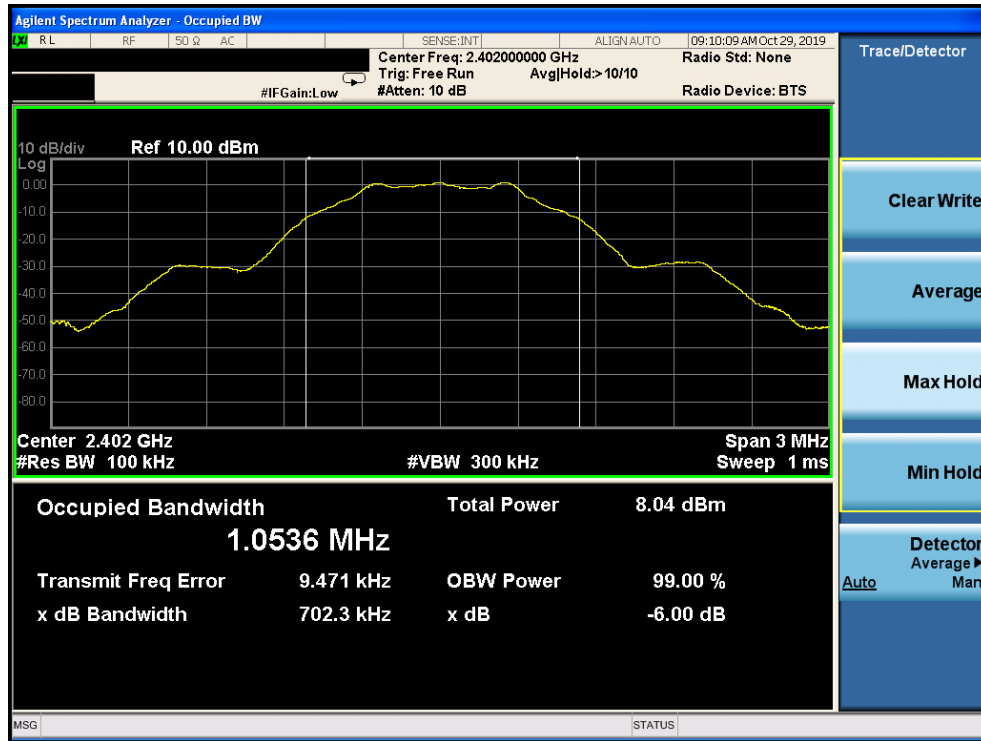 Agilent Spectrum Analyzer - Occupied BW
LXI RL RF 50 Ω AC SENSE:INT ALIGN AUTO 09:10:09 AM Oct 29, 2019
Center Freq: 2.402000000 GHz Radio Std: None
Trig: Free Run Avg|Hold:> 10/10
#IFGain:Low #Atten: 10 dB Radio Device: BTS
Trace/Detector
10 dB/div Ref 10.00 dBm
Log
0.00
-10.0
-20.0
-30.0
-40.0
-50.0
-60.0
-70.0
-80.0
Center 2.402 GHz Span 3 MHz
#Res BW 100 kHz #VBW 300 kHz Sweep 1 ms
Occupied Bandwidth Total Power 8.04 dBm
1.0536 MHz
Transmit Freq Error 9.471 kHz OBW Power 99.00 %
x dB Bandwidth 702.3 kHz x dB -6.00 dB
Clear Write
Average
Max Hold
Min Hold
Detector
Average▶
Auto Man
MSG STATUS